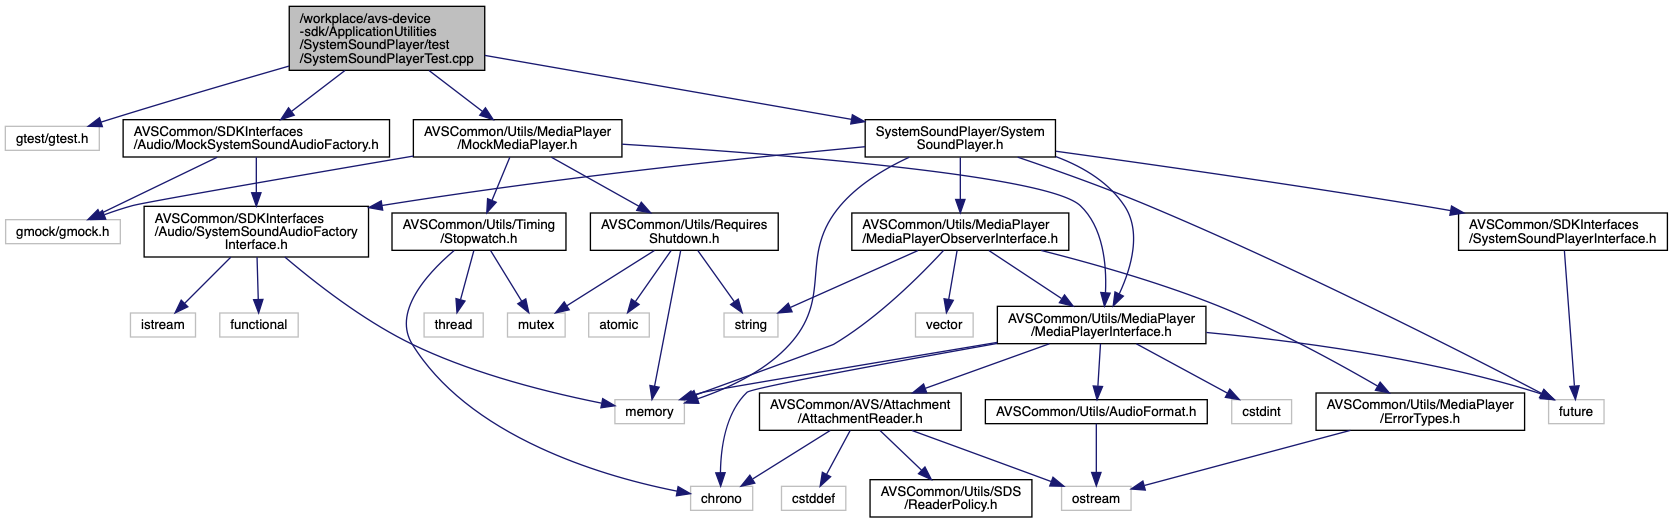 /workplace/avs-device
-sdk/ApplicationUtilities
/SystemSoundPlayer/test
/SystemSoundPlayerTest.cpp
gtest/gtest.h
AVSCommon/SDKInterfaces
/Audio/MockSystemSoundAudioFactory.h
AVSCommon/Utils/MediaPlayer
/MockMediaPlayer.h
SystemSoundPlayer/System
SoundPlayer.h
gmock/gmock.h
AVSCommon/SDKInterfaces
/Audio/SystemSoundAudioFactory
Interface.h
AVSCommon/Utils/Timing
/Stopwatch.h
AVSCommon/Utils/Requires
Shutdown.h
AVSCommon/Utils/MediaPlayer
/MediaPlayerObserverInterface.h
AVSCommon/SDKInterfaces
/SystemSoundPlayerInterface.h
istream
functional
thread
mutex
atomic
string
vector
AVSCommon/Utils/MediaPlayer
/MediaPlayerInterface.h
memory
AVSCommon/AVS/Attachment
/AttachmentReader.h
AVSCommon/Utils/AudioFormat.h
cstdint
AVSCommon/Utils/MediaPlayer
/ErrorTypes.h
future
chrono
cstddef
AVSCommon/Utils/SDS
/ReaderPolicy.h
ostream